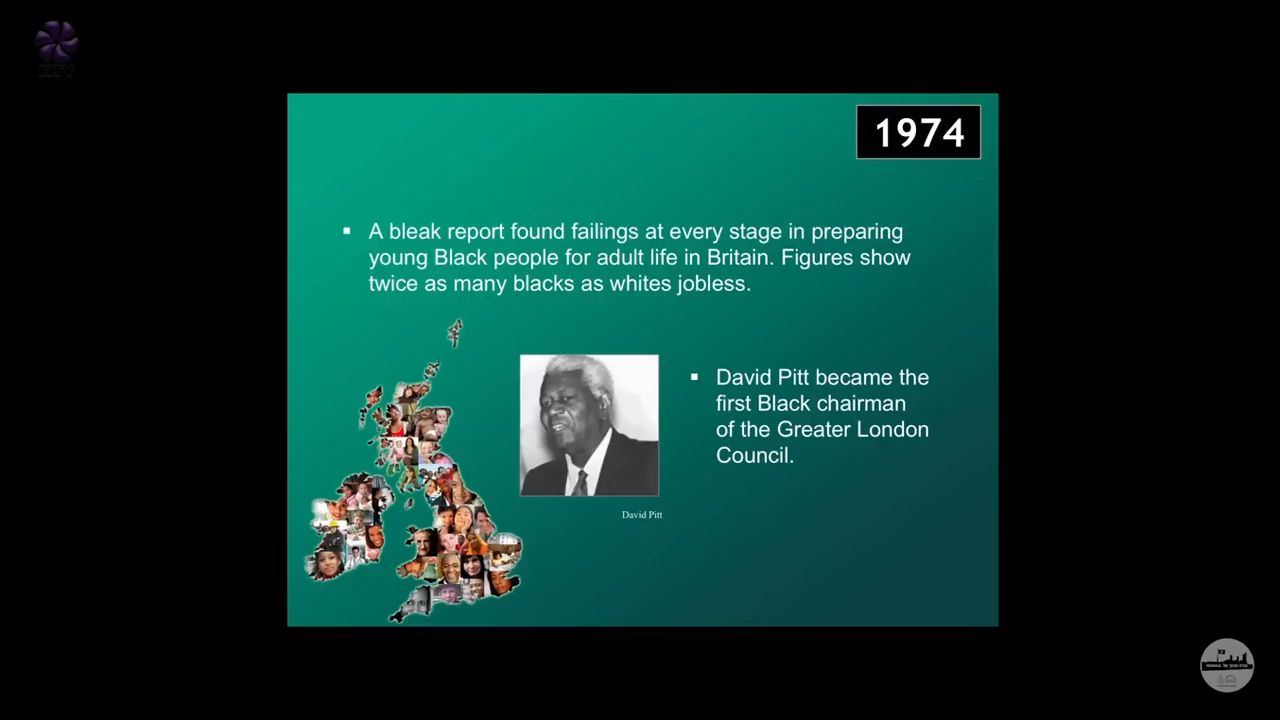 1974
▪ A bleak report found failings at every stage in preparing
young Black people for adult life in Britain. Figures show
twice as many blacks as whites jobless.
▪ David Pitt became the
first Black chairman
of the Greater London
Council.
David Pitt